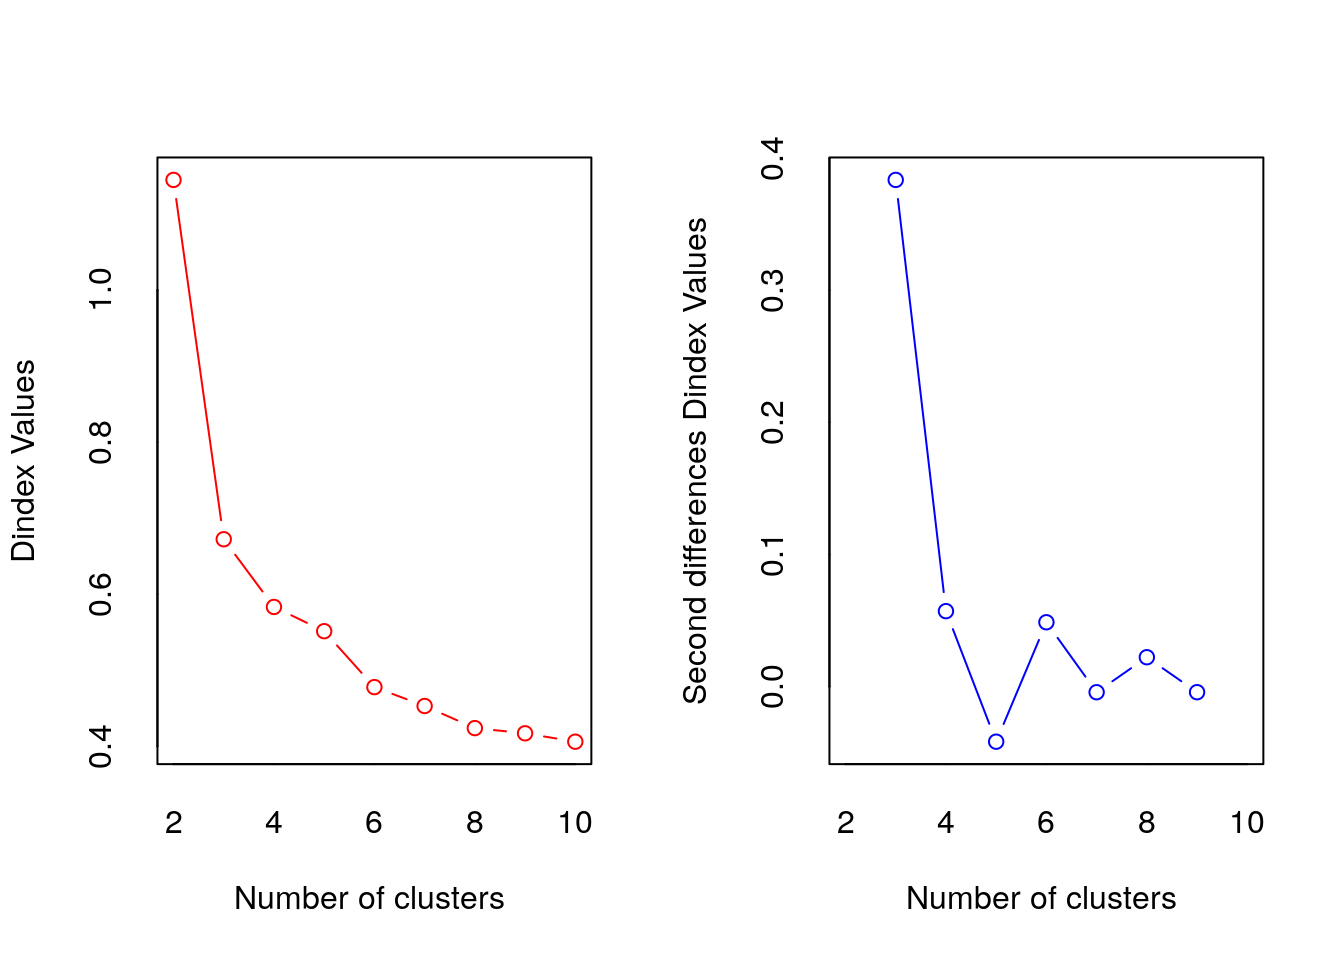 Dindex Values
1.0
0.8
0.6
0.4
2 4 6 8 10
Number of clusters
Second differences Dindex Values
0.4
0.3
0.2
0.1
0.0
2 4 6 8 10
Number of clusters